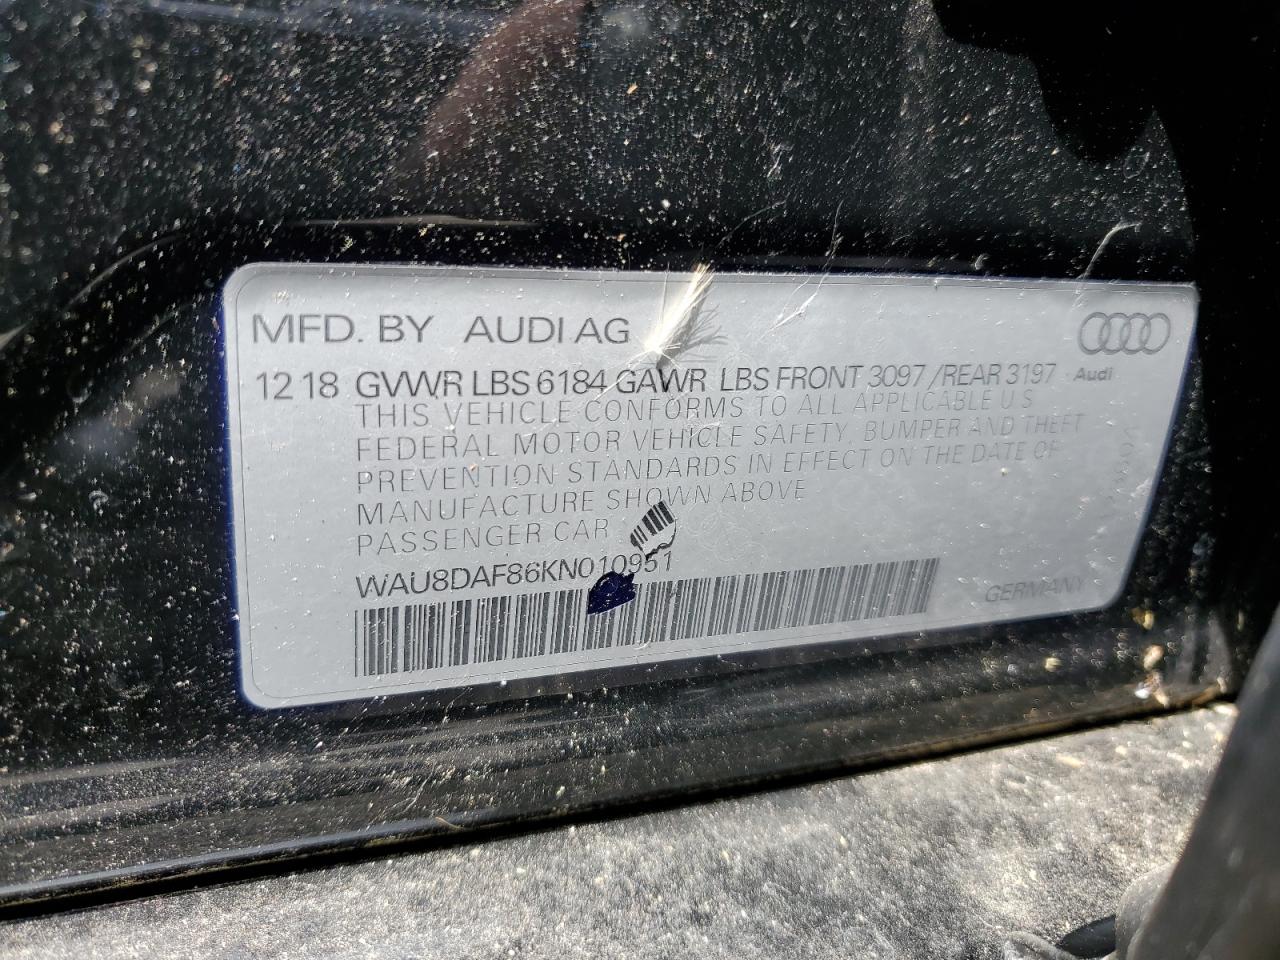 MFD. BY AUDI AG
12 18 GVWR LBS 6184 GAWR LBS FRONT 3097 / REAR 3197 Audi
THIS VEHICLE CONFORMS TO ALL APPLICABLE U S
FEDERAL MOTOR VEHICLE SAFETY, BUMPER AND THEFT
PREVENTION STANDARDS IN EFFECT ON THE DATE OF
MANUFACTURE SHOWN ABOVE
PASSENGER CAR
WAU8DAF86KN010951
GERMANY